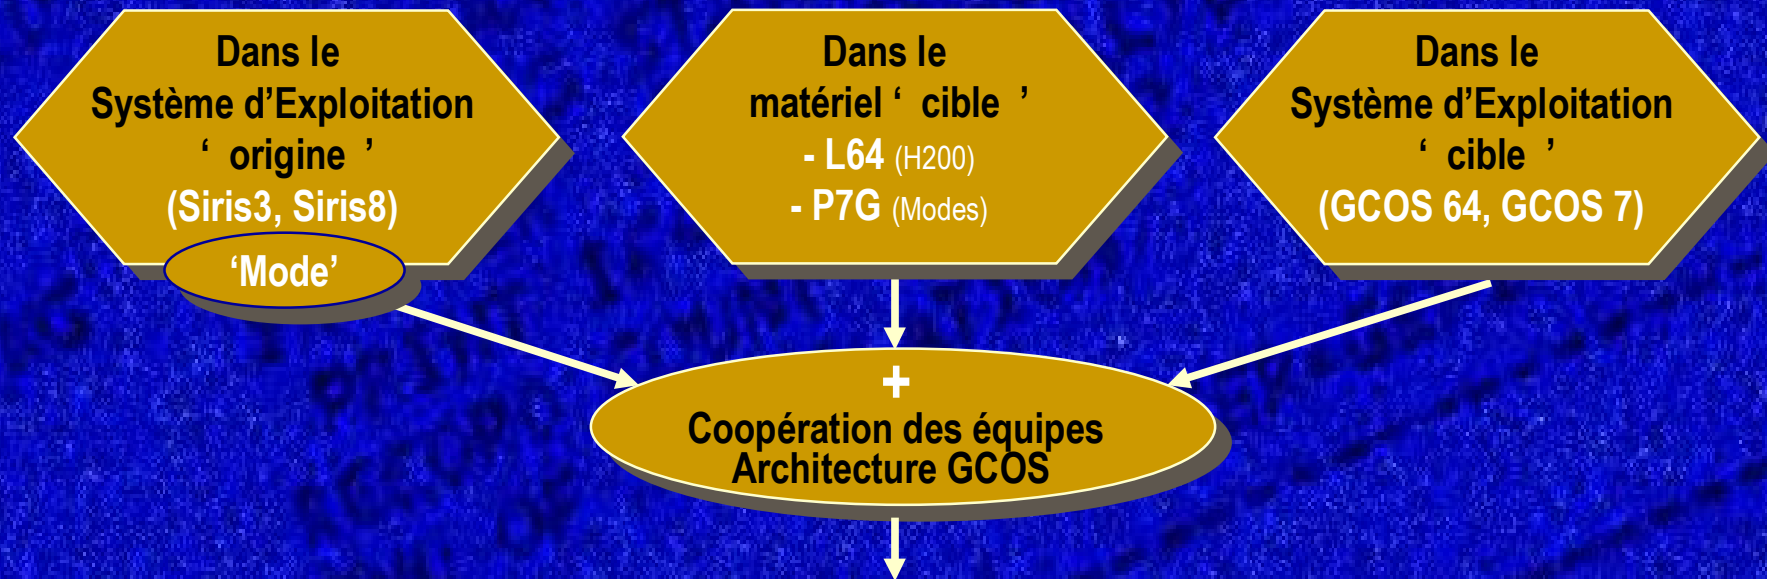 Dans le
Système d’Exploitation
‘ origine ’
(Siris3, Siris8)
‘Mode’
Dans le
matériel ‘ cible ’
- L64 (H200)
- P7G (Modes)
Dans le
Système d’Exploitation
‘ cible ’
(GCOS 64, GCOS 7)
+
Coopération des équipes
Architecture GCOS